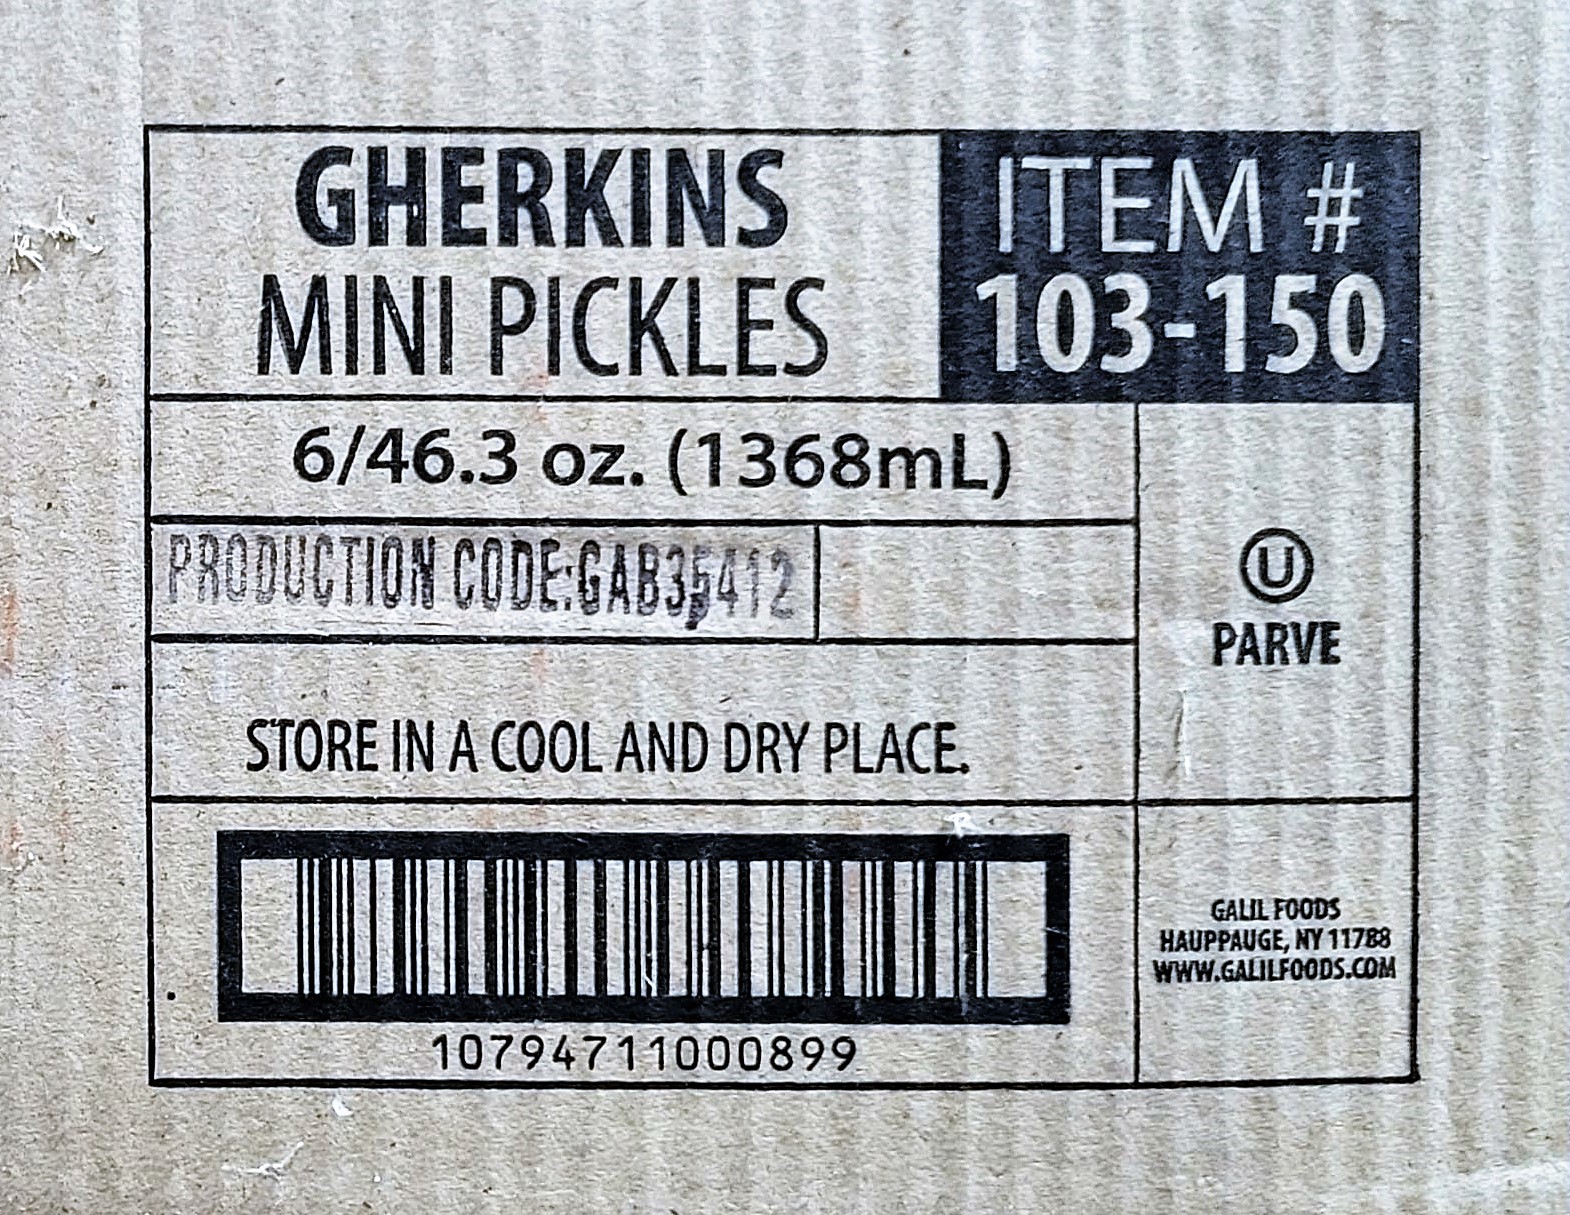 GHERKINS
MINI PICKLES
ITEM #
103-150
6/46.3 oz. (1368mL)
PRODUCTION CODE:GAB35412
U
PARVE
STORE IN A COOL AND DRY PLACE.
10794711000899
GALIL FOODS
HAUPPAUGE, NY 11788
WWW.GALILFOODS.COM